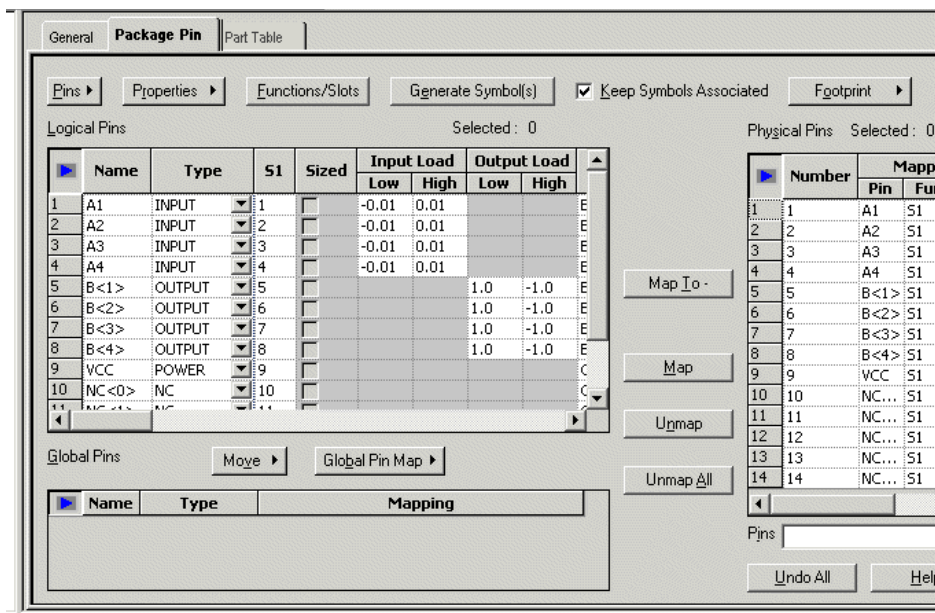 General Package Pin Part Table
Pins Properties Functions/Slots Generate Symbol(s) Keep Symbols Associated Footprint
Logical Pins Selected : 0
Name Type S1 Sized Input Load Output Load
Low High Low High
1 A1 INPUT 1 -0.01 0.01
2 A2 INPUT 2 -0.01 0.01
3 A3 INPUT 3 -0.01 0.01
4 A4 INPUT 4 -0.01 0.01
5 B<1> OUTPUT 5 1.0 -1.0
6 B<2> OUTPUT 6 1.0 -1.0
7 B<3> OUTPUT 7 1.0 -1.0
8 B<4> OUTPUT 8 1.0 -1.0
9 VCC POWER 9
10 NC<0> NC 10
11 NC<1> NC 11
Map To -
Map
Unmap
Unmap All
Global Pins Move Global Pin Map
Name Type Mapping
Physical Pins Selected : 0
Number Mapp
Pin Fu
1 1 A1 S1
2 2 A2 S1
3 3 A3 S1
4 4 A4 S1
5 5 B<1> S1
6 6 B<2> S1
7 7 B<3> S1
8 8 B<4> S1
9 9 VCC S1
10 10 NC... S1
11 11 NC... S1
12 12 NC... S1
13 13 NC... S1
14 14 NC... S1
Pins
Undo All Help